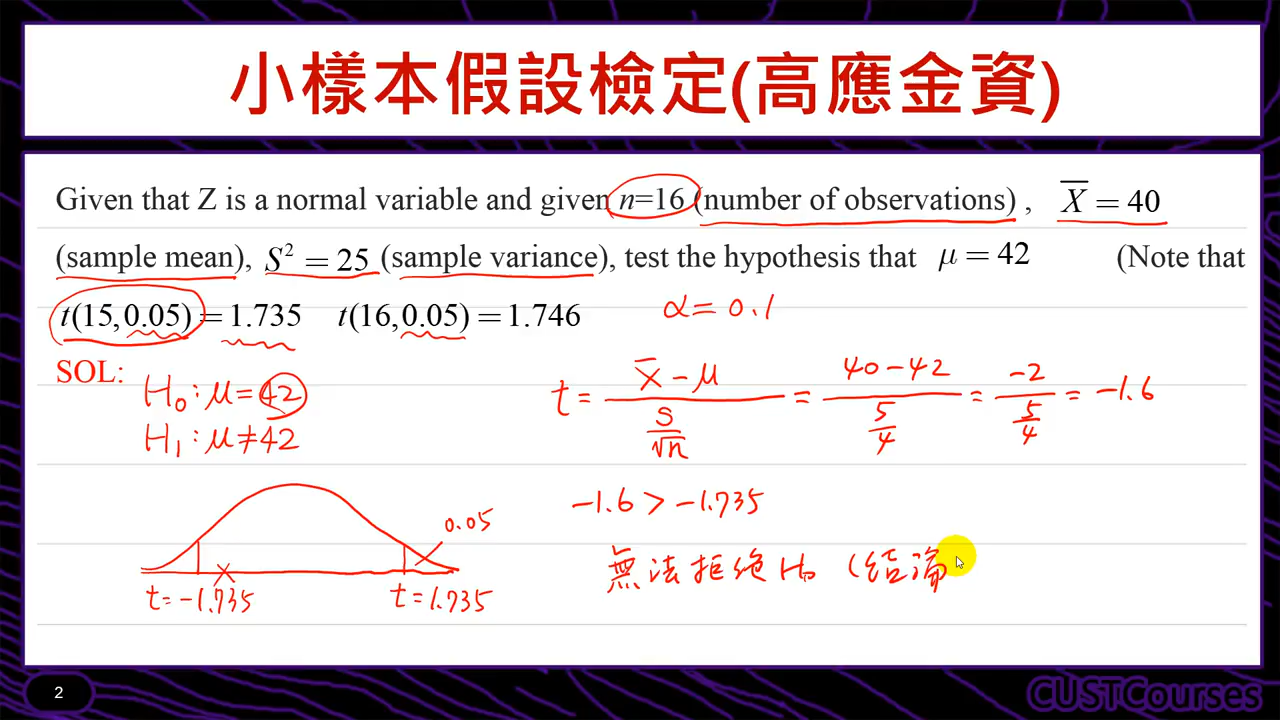 小樣本假設檢定(高應金資)
Given that Z is a normal variable and given n=16 (number of observations) , X̄ = 40
(sample mean), S² = 25 (sample variance), test the hypothesis that μ = 42 (Note that
t(15,0.05) = 1.735 t(16,0.05) = 1.746 α = 0.1
SOL:
H₀ : μ = 42
H₁ : μ ≠ 42
t = (X̄ − μ)/(S/√n) = (40 − 42)/(5/4) = (−2)/(5/4) = −1.6
−1.6 > −1.735
0.05
無法拒絕 H₀ (結論
t = −1.735 t = 1.735
2
CUSTCourses